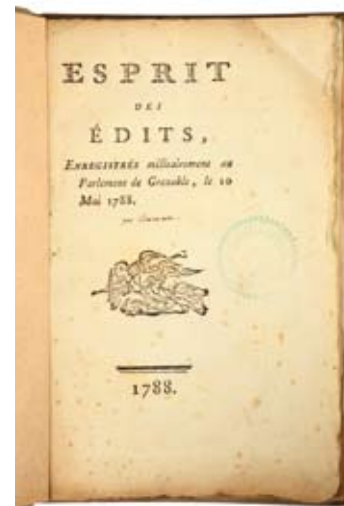 ESPRIT
DES
ÉDITS,
ENREGISTRÉS militairement au
Parlement de Grenoble, le 10
Mai 1788.
1788.